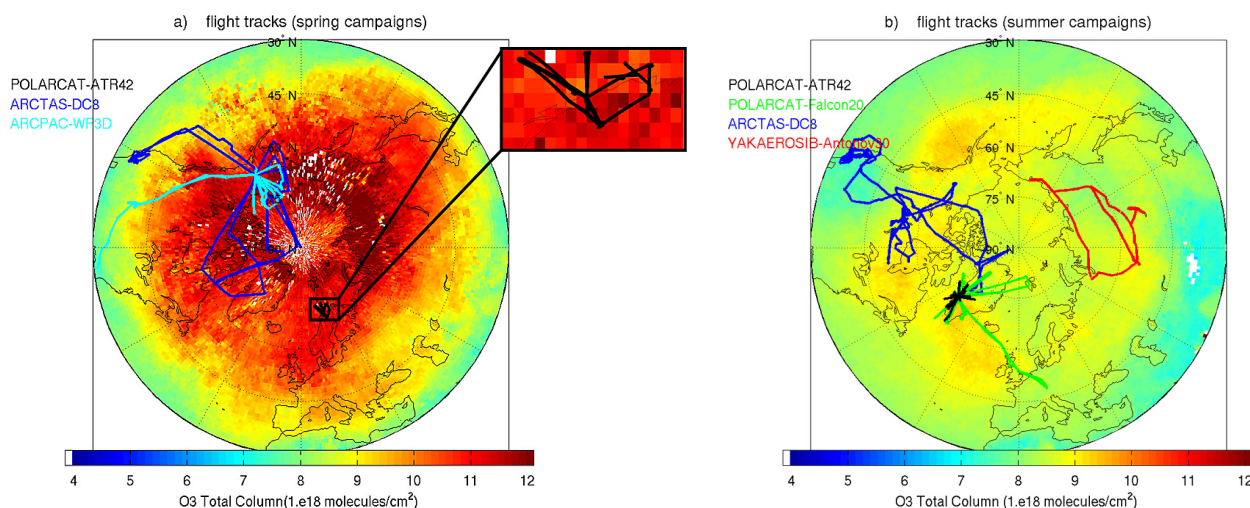 a) flight tracks (spring campaigns)
30° N
45° N
60° N
90 N
POLARCAT-ATR42
ARCTAS-DC8
ARCPAC-WP3D
4 5 6 7 8 9 10 11 12
O3 Total Column(1.e18 molecules/cm²)
b) flight tracks (summer campaigns)
30° N
45° N
60° N
75° N
90 N
POLARCAT-ATR42
POLARCAT-Falcon20
ARCTAS-DC8
YAKAEROSIB-Antonov30
4 5 6 7 8 9 10 11 12
O3 Total Column (1.e18 molecules/cm²)